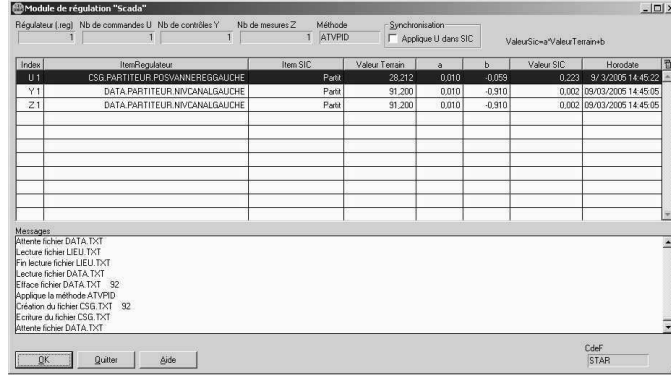 Module de régulation "Scada"
Régulateur (.reg) Nb de commandes U Nb de contrôles Y Nb de mesures Z Méthode Synchronisation
1 1 1 1 ATVPID Applique U dans SIC ValeurSic=a*ValeurTerrain+b
Index ItemRegulateur Item SIC Valeur Terrain a b Valeur SIC Horodate
U 1 CSG.PARTITEUR.POSVANNEREGGAUCHE Partit 28,212 0,010 -0,059 0,223 9/ 3/2005 14:45:22
Y 1 DATA.PARTITEUR.NIVCANALGAUCHE Partit 91,200 0,010 -0,910 0,002 09/03/2005 14:45:05
Z 1 DATA.PARTITEUR.NIVCANALGAUCHE Partit 91,200 0,010 -0,910 0,002 09/03/2005 14:45:05
Messages
Attente fichier DATA.TXT
Lecture fichier LIEU.TXT
Fin lecture fichier LIEU.TXT
Lecture fichier DATA.TXT
Efface fichier DATA.TXT 92
Applique la méthode ATVPID
Création du fichier CSG.TXT 92
Ecriture du fichier CSG.TXT
Attente fichier DATA.TXT
OK Quitter Aide
CdeF
STAR